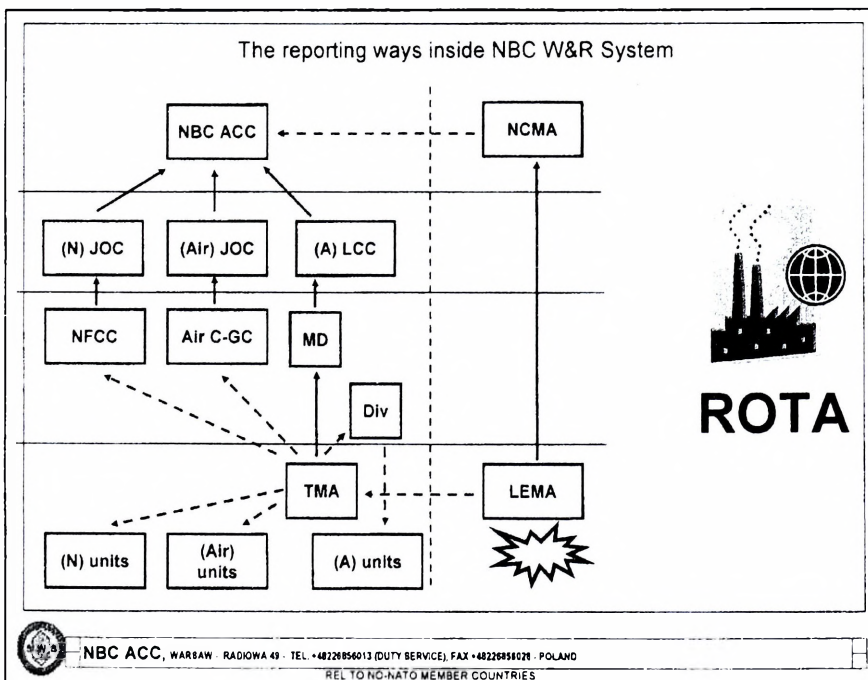 The reporting ways inside NBC W&R System
NBC ACC
NCMA
(N) JOC
(Air) JOC
(A) LCC
NFCC
Air C-GC
MD
Div
ROTA
TMA
LEMA
(N) units
(Air)
units
(A) units
NBC ACC, WARSAW - RADIOWA 49 - TEL. +48226856013 (DUTY SERVICE), FAX +48226856028 - POLAND
REL TO NO-NATO MEMBER COUNTRIES